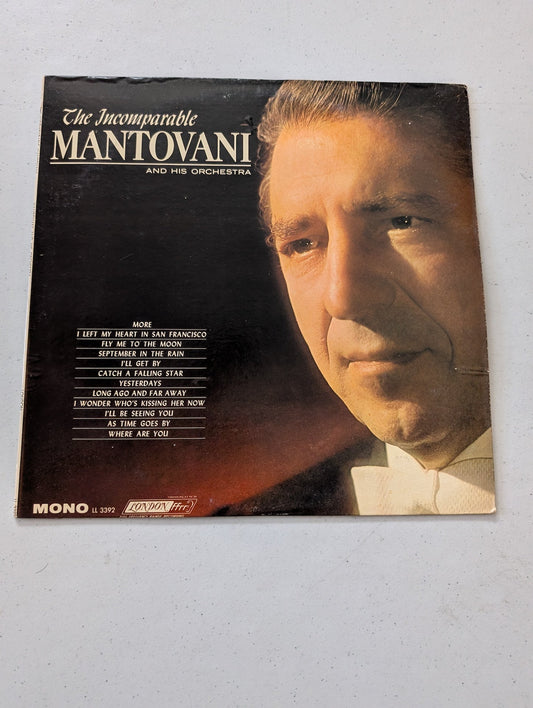 The Incomparable
MANTOVANI
AND HIS ORCHESTRA
MORE
I LEFT MY HEART IN SAN FRANCISCO
FLY ME TO THE MOON
SEPTEMBER IN THE RAIN
I'LL GET BY
CATCH A FALLING STAR
YESTERDAYS
LONG AGO AND FAR AWAY
I WONDER WHO'S KISSING HER NOW
I'LL BE SEEING YOU
AS TIME GOES BY
WHERE ARE YOU
MONO LL 3392 LONDON ffrr